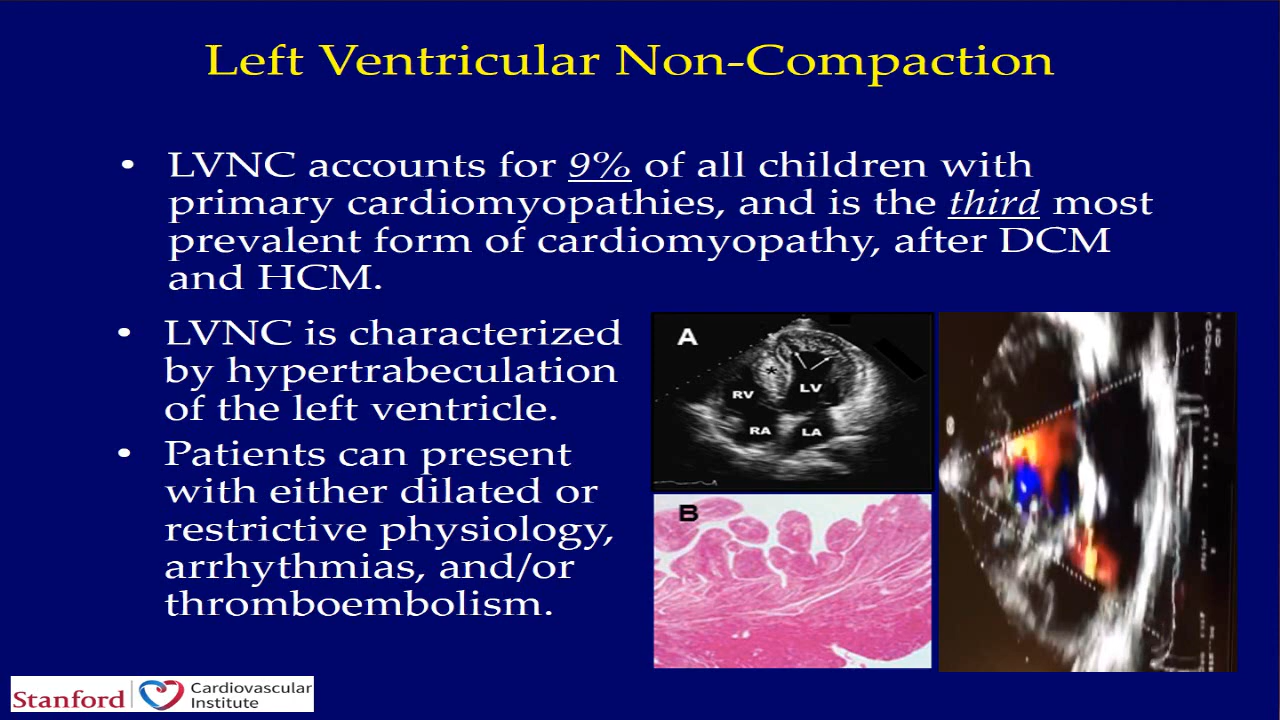 Left Ventricular Non-Compaction
• LVNC accounts for 9% of all children with
primary cardiomyopathies, and is the third most
prevalent form of cardiomyopathy, after DCM
and HCM.
• LVNC is characterized
by hypertrabeculation
of the left ventricle.
• Patients can present
with either dilated or
restrictive physiology,
arrhythmias, and/or
thromboembolism.
A
*
RV
LV
RA
LA
B
Stanford
Cardiovascular
Institute